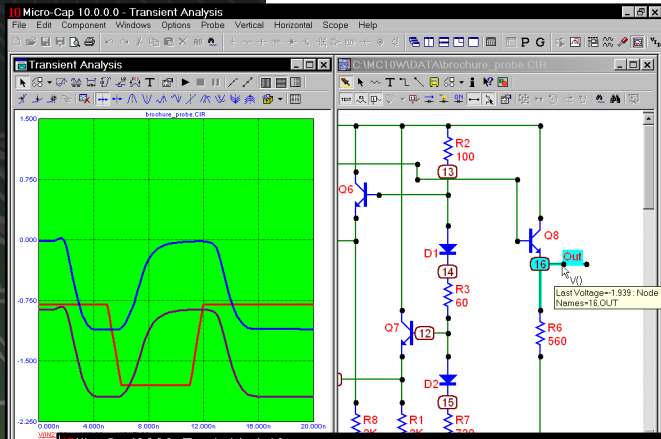 10 Micro-Cap 10.0.0.0 - Transient Analysis
File Edit Component Windows Options Probe Vertical Horizontal Scope Help
T P G
Transient Analysis
T
brochure_probe.CIR
1.500
0.750
0.000
-0.750
-1.500
-2.250
0.000n 4.000n 8.000n 12.000n 16.000n 20.000n
C:\MC10W\DATA\brochure_probe.CIR
T
TEXT
R2
100
13
Q6
Q8
D1
Out
16
14
V()
Last Voltage=-1.939 : Node
Names=16,OUT
R3
60
Q7
12
R6
560
D2
15
R8
R1
R7